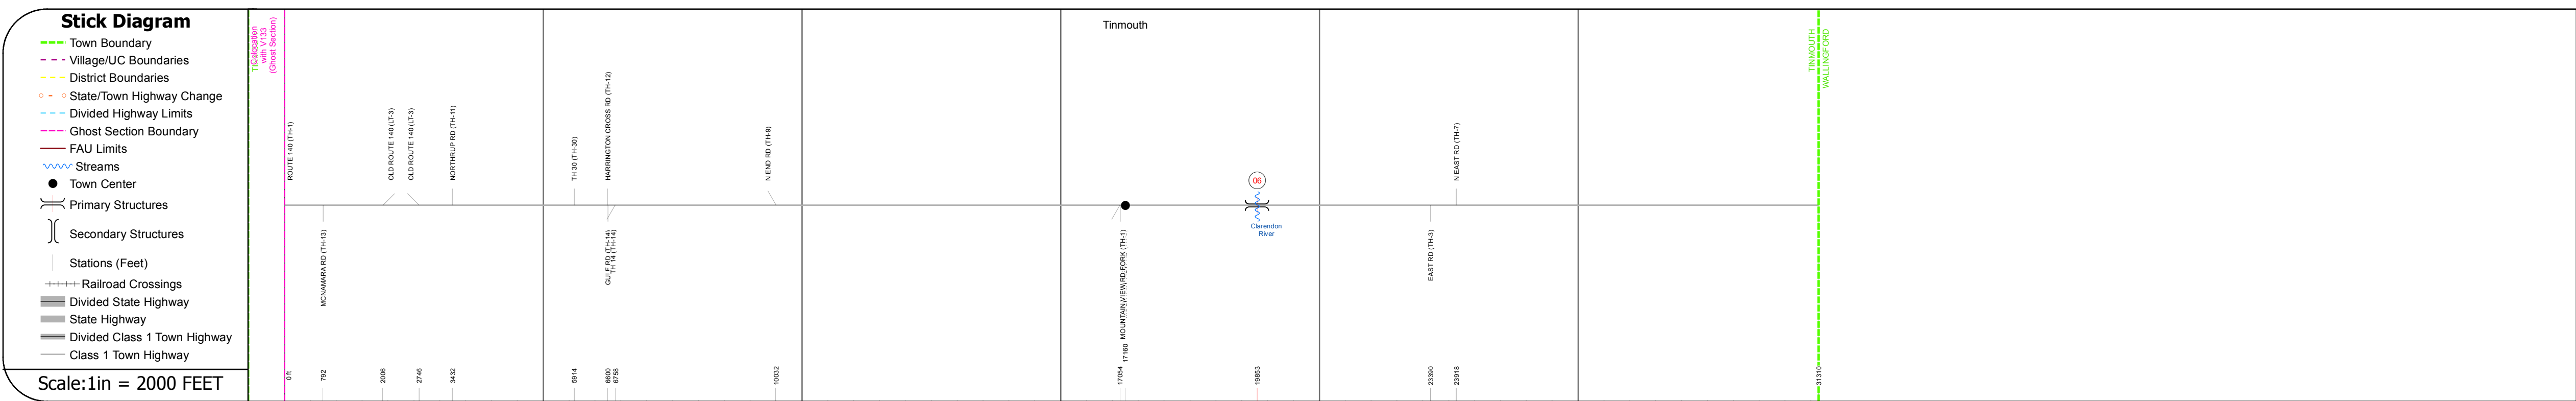 Stick Diagram
Town Boundary
Village/UC Boundaries
District Boundaries
State/Town Highway Change
Divided Highway Limits
Ghost Section Boundary
FAU Limits
Streams
Town Center
Primary Structures
Secondary Structures
Stations (Feet)
Railroad Crossings
Divided State Highway
State Highway
Divided Class 1 Town Highway
Class 1 Town Highway
Scale:1in = 2000 FEET
Colocation
with V133
(Ghost Section)
Tinmouth
TINMOUTH
WALLINGFORD
ROUTE 140 (TH-1)
OLD ROUTE 140 (LT-3)
OLD ROUTE 140 (LT-3)
NORTHRUP RD (TH-11)
TH 30 (TH-30)
HARRINGTON CROSS RD (TH-12)
N END RD (TH-9)
06
N EAST RD (TH-7)
Clarendon
River
MCNAMARA RD (TH-13)
GULF RD (TH-14)
TH 14 (TH-14)
MOUNTAIN VIEW RD FORK (TH-1)
EAST RD (TH-3)
0 ft
792
2006
2746
3432
5914
6600
6758
10032
17054
17160
19853
23390
23918
31310